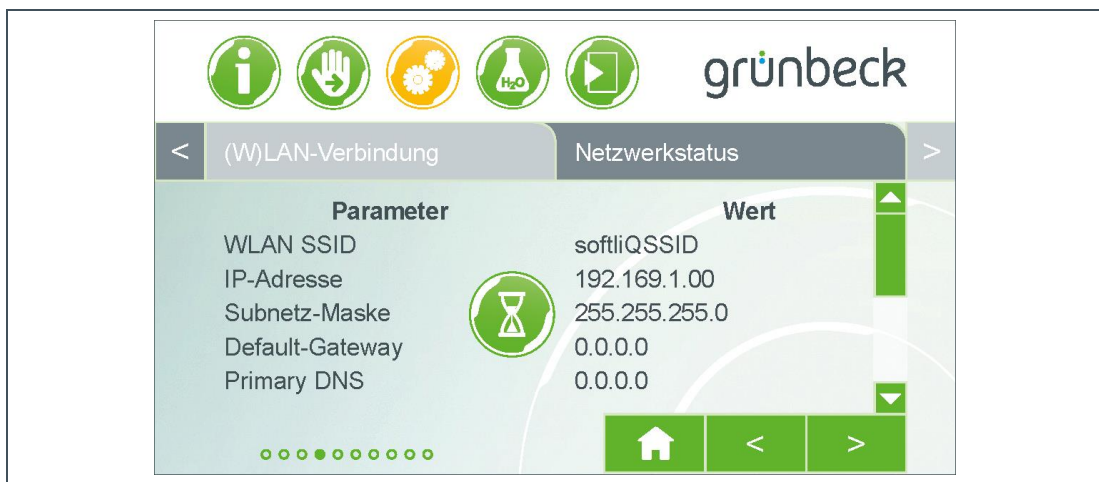 H₂O
grünbeck
< (W)LAN-Verbindung Netzwerkstatus >
Parameter Wert
WLAN SSID softliQSSID
IP-Adresse 192.169.1.00
Subnetz-Maske 255.255.255.0
Default-Gateway 0.0.0.0
Primary DNS 0.0.0.0
< >